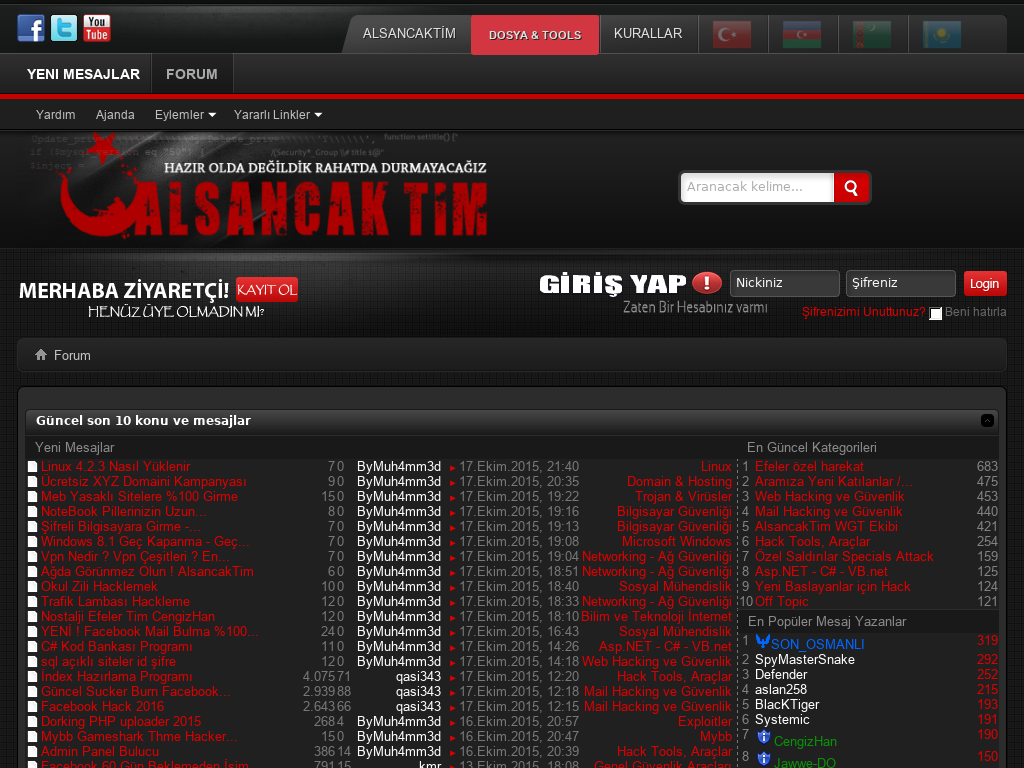 You Tube
ALSANCAKTİM DOSYA & TOOLS KURALLAR
YENI MESAJLAR FORUM
Yardım Ajanda Eylemler Yararlı Linkler
HAZIR OLDA DEĞİLDİK RAHATDA DURMAYACAĞIZ
ALSANCAK TİM
Aranacak kelime...
MERHABA ZİYARETÇİ! KAYIT OL
HENÜZ ÜYE OLMADIN MI?
GİRİŞ YAP ! Nickiniz Şifreniz Login
Zaten Bir Hesabınız varmı
Şifrenizimi Unuttunuz? Beni hatırla
Forum
Güncel son 10 konu ve mesajlar
Yeni Mesajlar En Güncel Kategorileri
Linux 4.2.3 Nasıl Yüklenir 7 0 ByMuh4mm3d 17.Ekim.2015, 21:40 Linux 1 Efeler özel harekat 683
Ücretsiz XYZ Domaini Kampanyası 9 0 ByMuh4mm3d 17.Ekim.2015, 20:35 Domain & Hosting 2 Aramıza Yeni Katılanlar /... 475
Meb Yasaklı Sitelere %100 Girme 15 0 ByMuh4mm3d 17.Ekim.2015, 19:22 Trojan & Virüsler 3 Web Hacking ve Güvenlik 453
NoteBook Pillerinizin Uzun... 8 0 ByMuh4mm3d 17.Ekim.2015, 19:16 Bilgisayar Güvenliği 4 Mail Hacking ve Güvenlik 440
Şifreli Bilgisayara Girme -... 7 0 ByMuh4mm3d 17.Ekim.2015, 19:13 Bilgisayar Güvenliği 5 AlsancakTim WGT Ekibi 421
Windows 8.1 Geç Kapanma - Geç... 7 0 ByMuh4mm3d 17.Ekim.2015, 19:08 Microsoft Windows 6 Hack Tools, Araçlar 254
Vpn Nedir ? Vpn Çeşitleri ? En... 7 0 ByMuh4mm3d 17.Ekim.2015, 19:04 Networking - Ağ Güvenliği 7 Özel Saldırılar Specials Attack 159
Ağda Görünmez Olun ! AlsancakTim 6 0 ByMuh4mm3d 17.Ekim.2015, 18:51 Networking - Ağ Güvenliği 8 Asp.NET - C# - VB.net 125
Okul Zili Hacklemek 10 0 ByMuh4mm3d 17.Ekim.2015, 18:40 Sosyal Mühendislik 9 Yeni Baslayanlar için Hack 124
Trafik Lambası Hackleme 12 0 ByMuh4mm3d 17.Ekim.2015, 18:33 Networking - Ağ Güvenliği 10 Off Topic 121
Nostalji Efeler Tim CengizHan 12 0 ByMuh4mm3d 17.Ekim.2015, 18:10 Bilim ve Teknoloji Internet En Popüler Mesaj Yazanlar
YENİ ! Facebook Mail Bulma %100... 24 0 ByMuh4mm3d 17.Ekim.2015, 16:43 Sosyal Mühendislik
C# Kod Bankası Programı 11 0 ByMuh4mm3d 17.Ekim.2015, 14:26 Asp.NET - C# - VB.net 1 SON_OSMANLI 319
sql açıklı siteler id şifre 12 0 ByMuh4mm3d 17.Ekim.2015, 14:18 Web Hacking ve Güvenlik 2 SpyMasterSnake 292
İndex Hazırlama Programı 4.075 71 qasi343 17.Ekim.2015, 12:20 Hack Tools, Araçlar 3 Defender 252
Güncel Sucker Burn Facebook... 2.939 88 qasi343 17.Ekim.2015, 12:18 Mail Hacking ve Güvenlik 4 aslan258 215
Facebook Hack 2016 2.643 66 qasi343 17.Ekim.2015, 12:15 Mail Hacking ve Güvenlik 5 BlacKTiger 193
Dorking PHP uploader 2015 268 4 ByMuh4mm3d 16.Ekim.2015, 20:57 Exploitler 6 Systemic 191
Mybb Gameshark Thme Hacker... 15 0 ByMuh4mm3d 16.Ekim.2015, 20:47 Mybb 7 CengizHan 190
Admin Panel Bulucu 386 14 ByMuh4mm3d 16.Ekim.2015, 20:39 Hack Tools, Araçlar
Facebook 60 Gün Beklemeden İsim 791 15 kmr 13.Ekim.2015, 18:08 Genel Güvenlik Araçları 8 Jawwe-DO 150